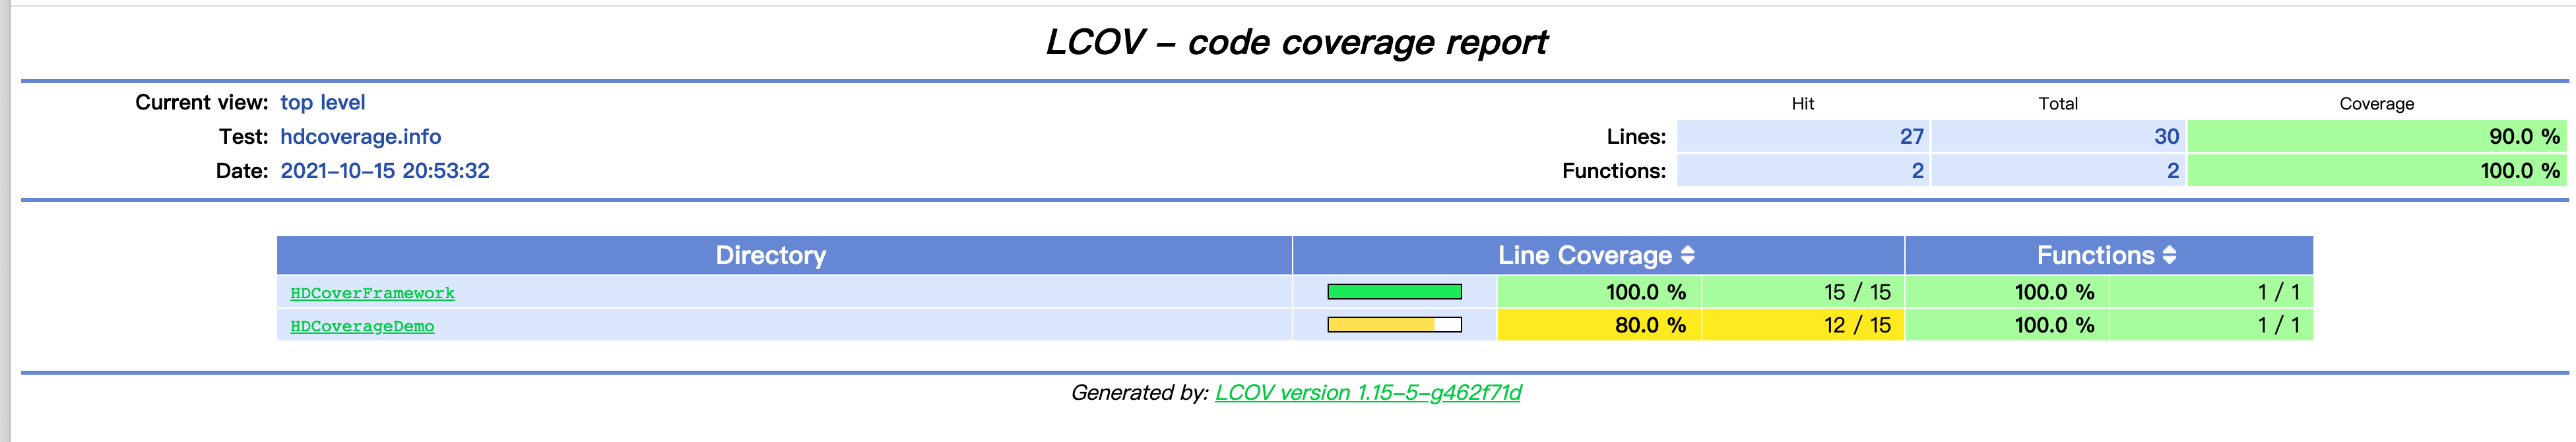 LCOV – code coverage report
Current view: top level
Hit Total Coverage
Test: hdcoverage.info Lines: 27 30 90.0 %
Date: 2021–10–15 20:53:32 Functions: 2 2 100.0 %
Directory Line Coverage Functions
HDCoverFramework 100.0 % 15 / 15 100.0 % 1 / 1
HDCoverageDemo 80.0 % 12 / 15 100.0 % 1 / 1
Generated by: LCOV version 1.15–5–g462f71d